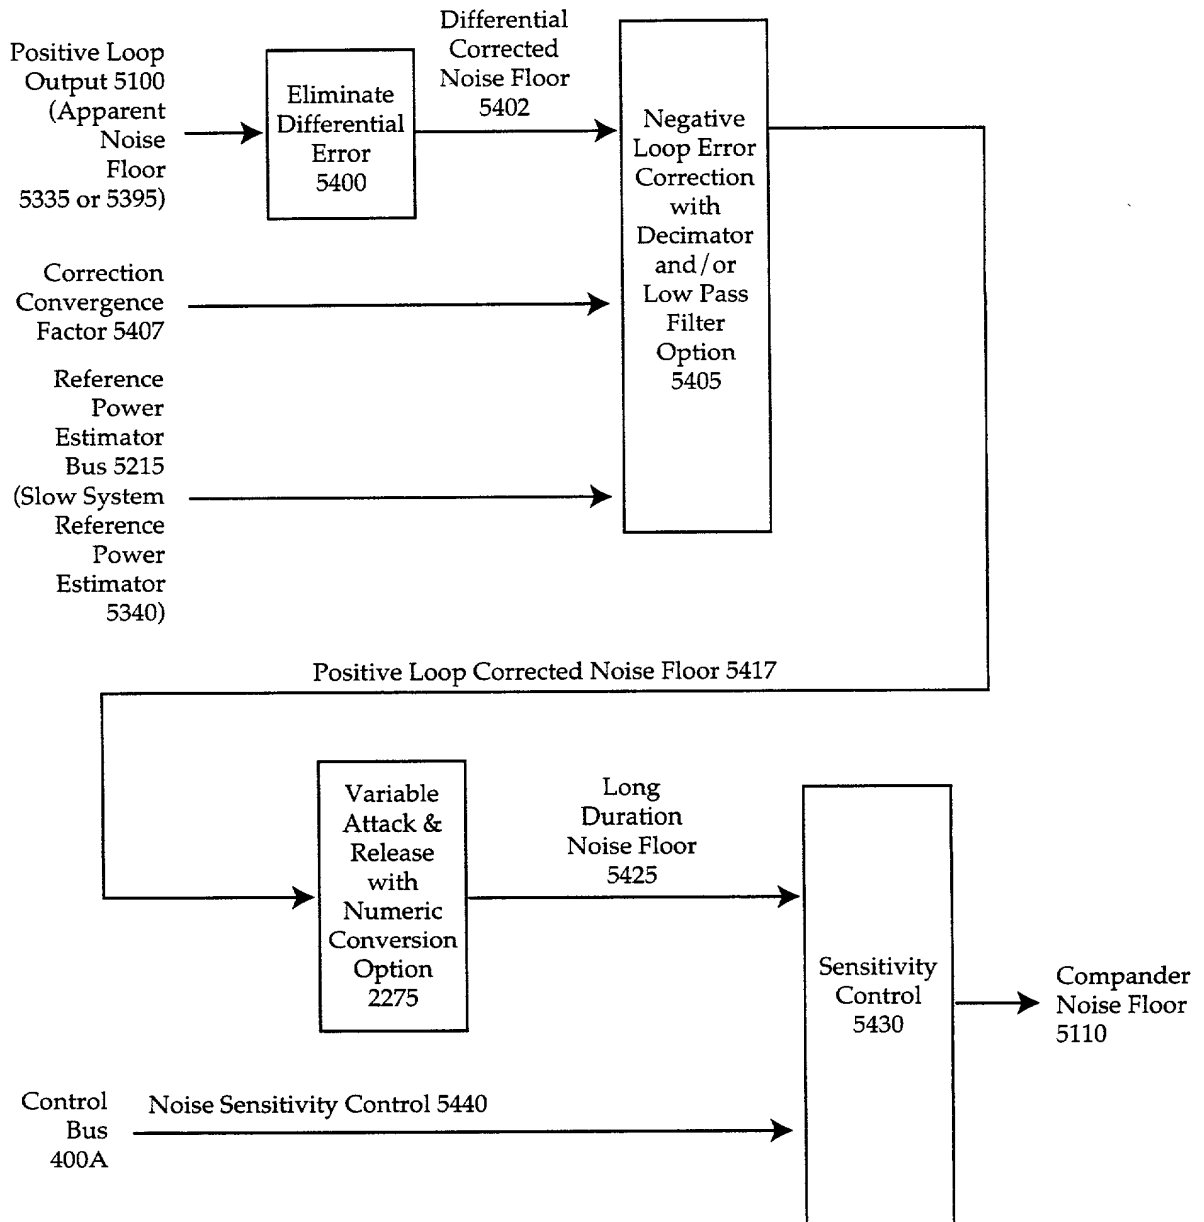 Positive Loop
Output 5100
(Apparent
Noise
Floor
5335 or 5395)
Eliminate
Differential
Error
5400
Differential
Corrected
Noise Floor
5402
Negative
Loop Error
Correction
with
Decimator
and/or
Low Pass
Filter
Option
5405
Correction
Convergence
Factor 5407
Reference
Power
Estimator
Bus 5215
(Slow System
Reference
Power
Estimator
5340)
Positive Loop Corrected Noise Floor 5417
Variable
Attack &
Release
with
Numeric
Conversion
Option
2275
Long
Duration
Noise Floor
5425
Sensitivity
Control
5430
Compander
Noise Floor
5110
Control
Bus
400A
Noise Sensitivity Control 5440